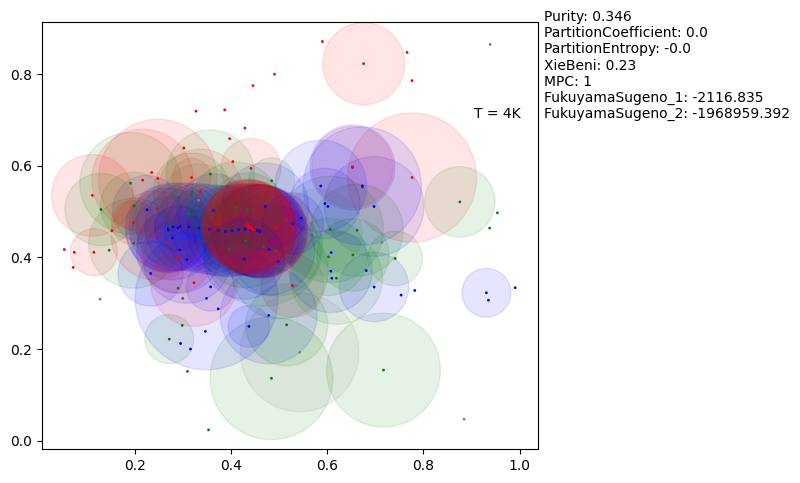 Purity: 0.346
PartitionCoefficient: 0.0
PartitionEntropy: -0.0
XieBeni: 0.23
MPC: 1
FukuyamaSugeno_1: -2116.835
FukuyamaSugeno_2: -1968959.392
T = 4K
0.8
0.6
0.4
0.2
0.0
0.2
0.4
0.6
0.8
1.0